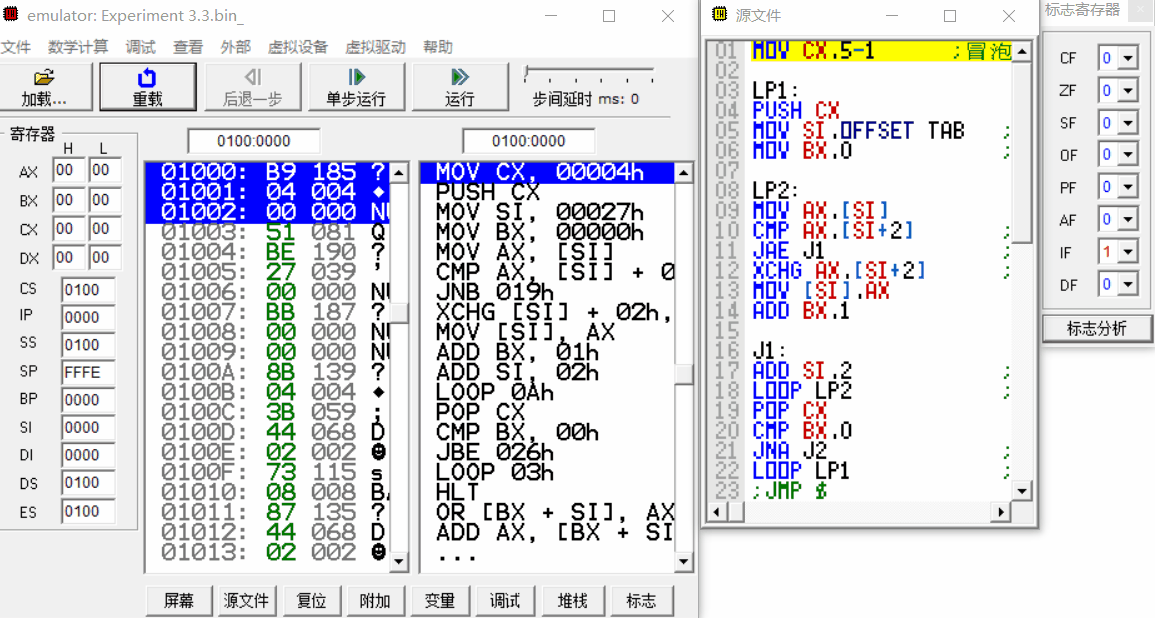 emulator: Experiment 3.3.bin_
文件 数学计算 调试 查看 外部 虚拟设备 虚拟驱动 帮助
加载... 重载 后退一步 单步运行 运行 步间延时 ms: 0
寄存器
H L
AX 00 00
BX 00 00
CX 00 00
DX 00 00
CS 0100
IP 0000
SS 0100
SP FFFE
BP 0000
SI 0000
DI 0000
DS 0100
ES 0100
0100:0000
01000: B9 185 ?
01001: 04 004 ♦
01002: 00 000 NU
01003: 51 081 Q
01004: BE 190 ?
01005: 27 039 '
01006: 00 000 NU
01007: BB 187 ?
01008: 00 000 NU
01009: 00 000 NU
0100A: 8B 139 ?
0100B: 04 004 ♦
0100C: 3B 059 ;
0100D: 44 068 D
0100E: 02 002 ☻
0100F: 73 115 s
01010: 08 008 BA
01011: 87 135 ?
01012: 44 068 D
01013: 02 002 ☻
0100:0000
MOV CX, 00004h
PUSH CX
MOV SI, 00027h
MOV BX, 00000h
MOV AX, [SI]
CMP AX, [SI] + 0
JNB 019h
XCHG [SI] + 02h,
MOV [SI], AX
ADD BX, 01h
ADD SI, 02h
LOOP 0Ah
POP CX
CMP BX, 00h
JBE 026h
LOOP 03h
HLT
OR [BX + SI], AX
ADD AX, [BX + SI
...
屏幕 源文件 复位 附加 变量 调试 堆栈 标志
源文件
01 MOV CX,5-1 ;冒泡
02
03 LP1:
04 PUSH CX
05 MOV SI,OFFSET TAB ;
06 MOV BX,0 ;
07
08 LP2:
09 MOV AX,[SI]
10 CMP AX,[SI+2] ;
11 JAE J1
12 XCHG AX,[SI+2] ;
13 MOV [SI],AX
14 ADD BX,1
15
16 J1:
17 ADD SI,2 ;
18 LOOP LP2 ;
19 POP CX
20 CMP BX,0
21 JNA J2 ;
22 LOOP LP1 ;
23 ;JMP $
标志寄存器
CF 0
ZF 0
SF 0
OF 0
PF 0
AF 0
IF 1
DF 0
标志分析